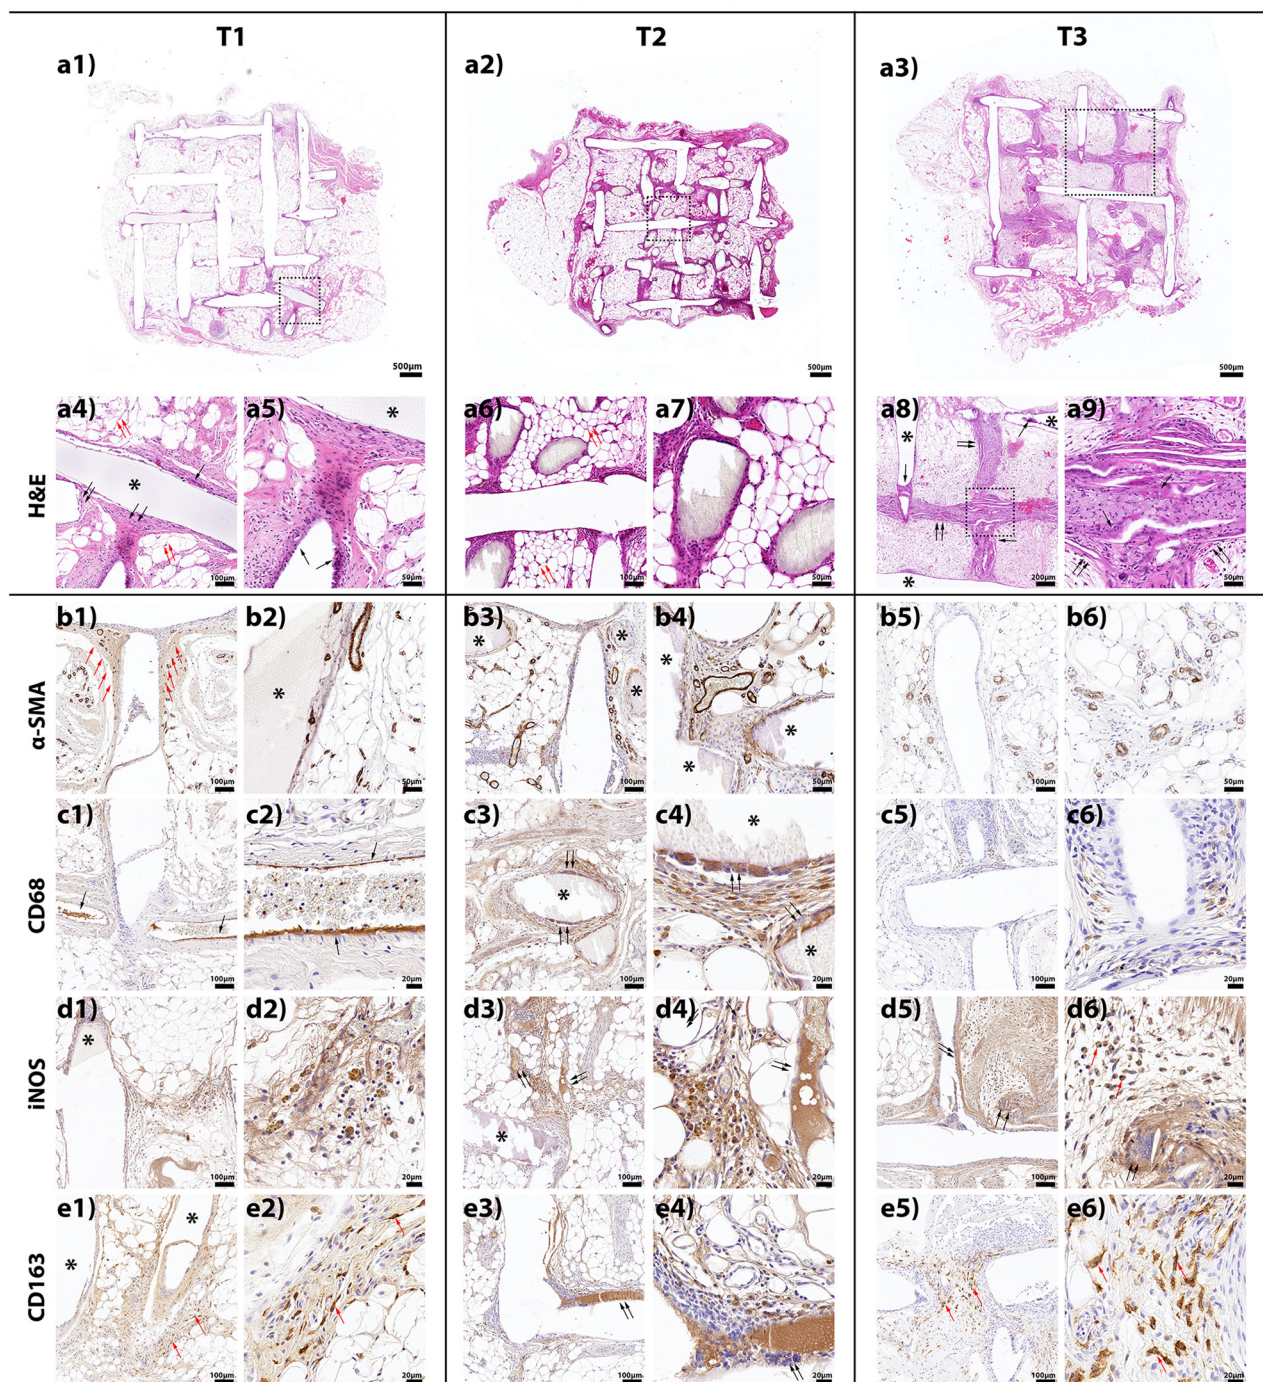 T1 T2 T3
a1) a2) a3)
500µm 500µm 500µm
H&E
a4) a5) a6) a7) a8) a9)
* * * * *
100µm 50µm 100µm 50µm 200µm 50µm
α-SMA
b1) b2) b3) b4) b5) b6)
* * * * * * *
100µm 50µm 100µm 50µm 100µm 50µm
CD68
c1) c2) c3) c4) c5) c6)
* * *
100µm 20µm 100µm 20µm 100µm 20µm
iNOS
d1) d2) d3) d4) d5) d6)
* *
100µm 20µm 100µm 20µm 100µm 20µm
CD163
e1) e2) e3) e4) e5) e6)
* *
100µm 20µm 100µm 20µm 100µm 20µm